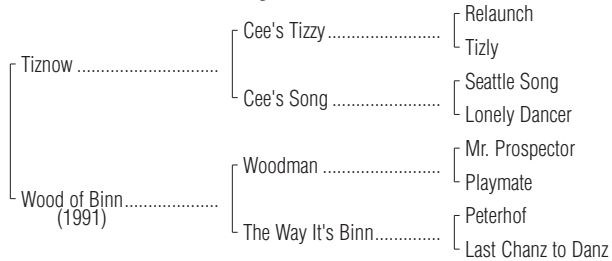 Relaunch
Cee's Tizzy
Tizly
Tiznow
Seattle Song
Cee's Song
Lonely Dancer
Mr. Prospector
Woodman
Playmate
Wood of Binn
(1991)
Peterhof
The Way It's Binn
Last Chanz to Danz